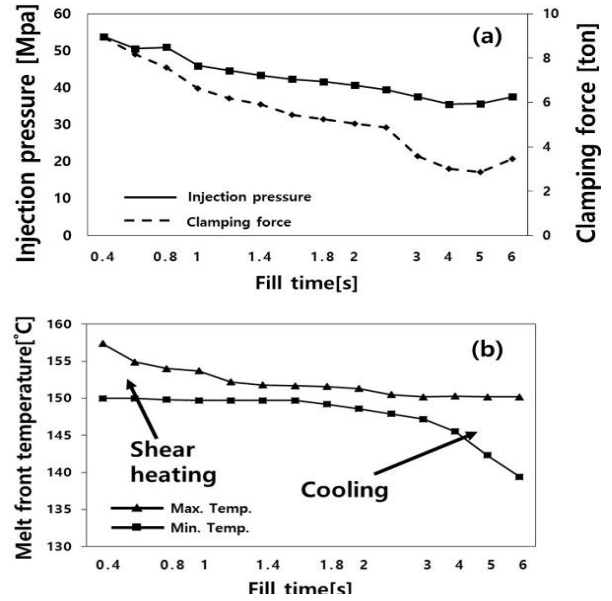 Injection pressure [Mpa]
60
50
40
30
20
10
0
(a)
Injection pressure
Clamping force
10
8
6
4
2
0
Clamping force [ton]
0.4 0.8 1 1.4 1.8 2 3 4 5 6
Fill time[s]
Melt front temperature[℃]
160
155
150
145
140
135
130
(b)
Shear
heating
Cooling
Max. Temp.
Min. Temp.
0.4 0.8 1 1.4 1.8 2 3 4 5 6
Fill time[s]